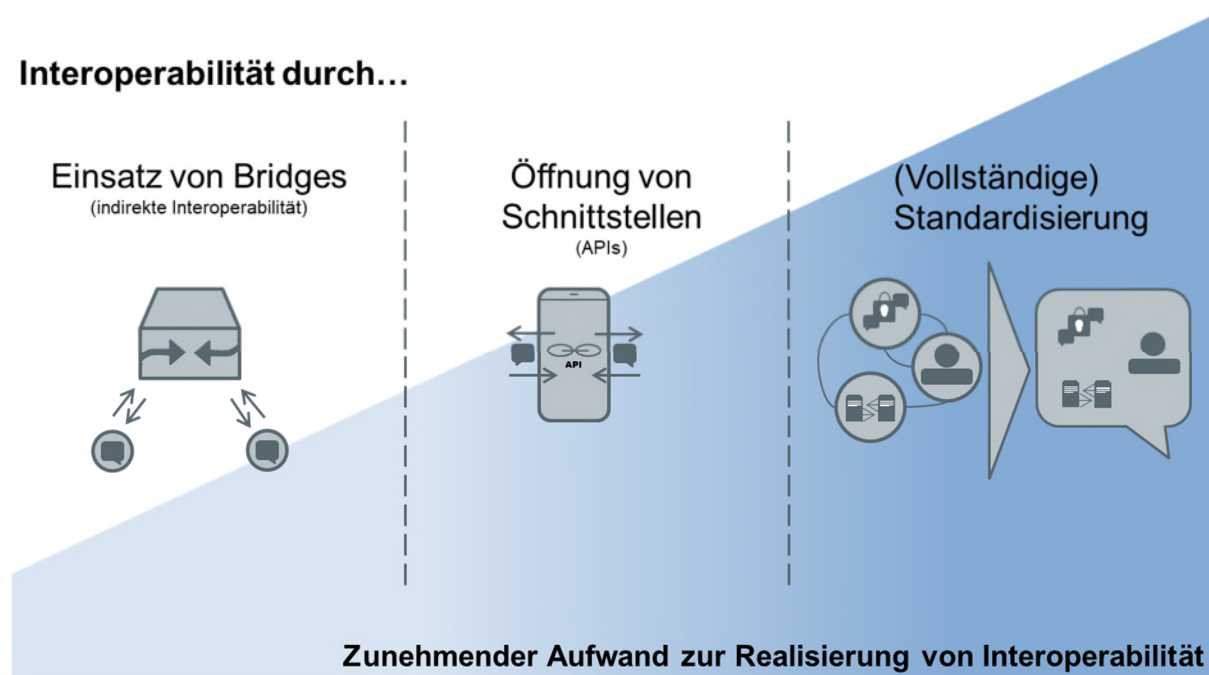 Interoperabilität durch…
Einsatz von Bridges
(indirekte Interoperabilität)
Öffnung von
Schnittstellen
(APIs)
API
(Vollständige)
Standardisierung
Zunehmender Aufwand zur Realisierung von Interoperabilität